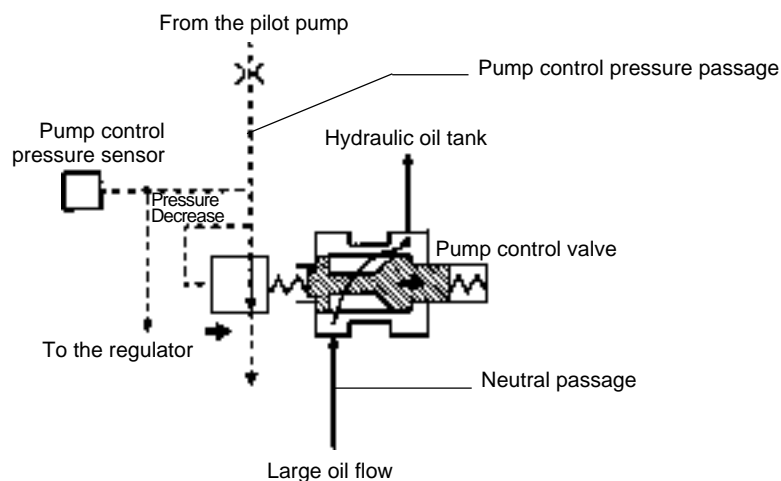 From the pilot pump
Pump control pressure passage
Pump control
pressure sensor
Hydraulic oil tank
Pressure
Decrease
Pump control valve
To the regulator
Neutral passage
Large oil flow